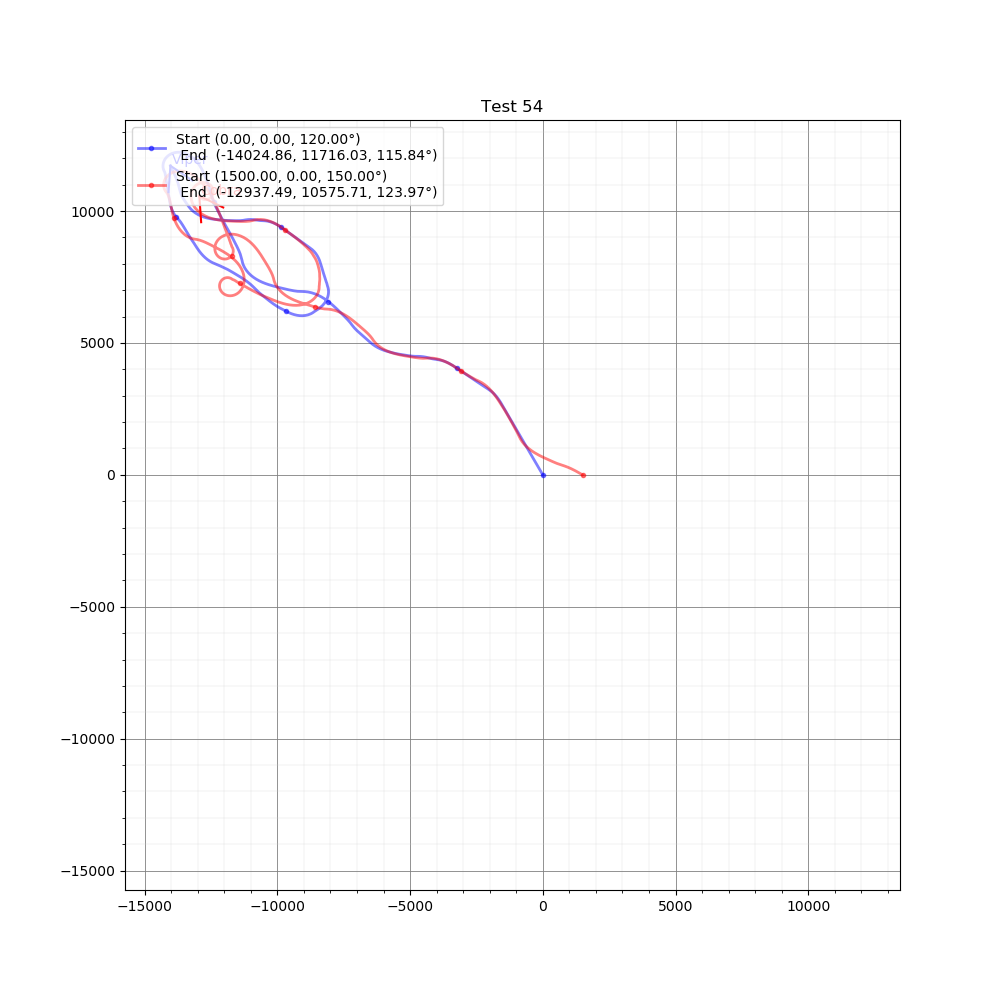 Test 54
Start (0.00, 0.00, 120.00°)
End (-14024.86, 11716.03, 115.84°)
Start (1500.00, 0.00, 150.00°)
End (-12937.49, 10575.71, 123.97°)
10000
5000
0
−5000
−10000
−15000
−15000 −10000 −5000 0 5000 10000